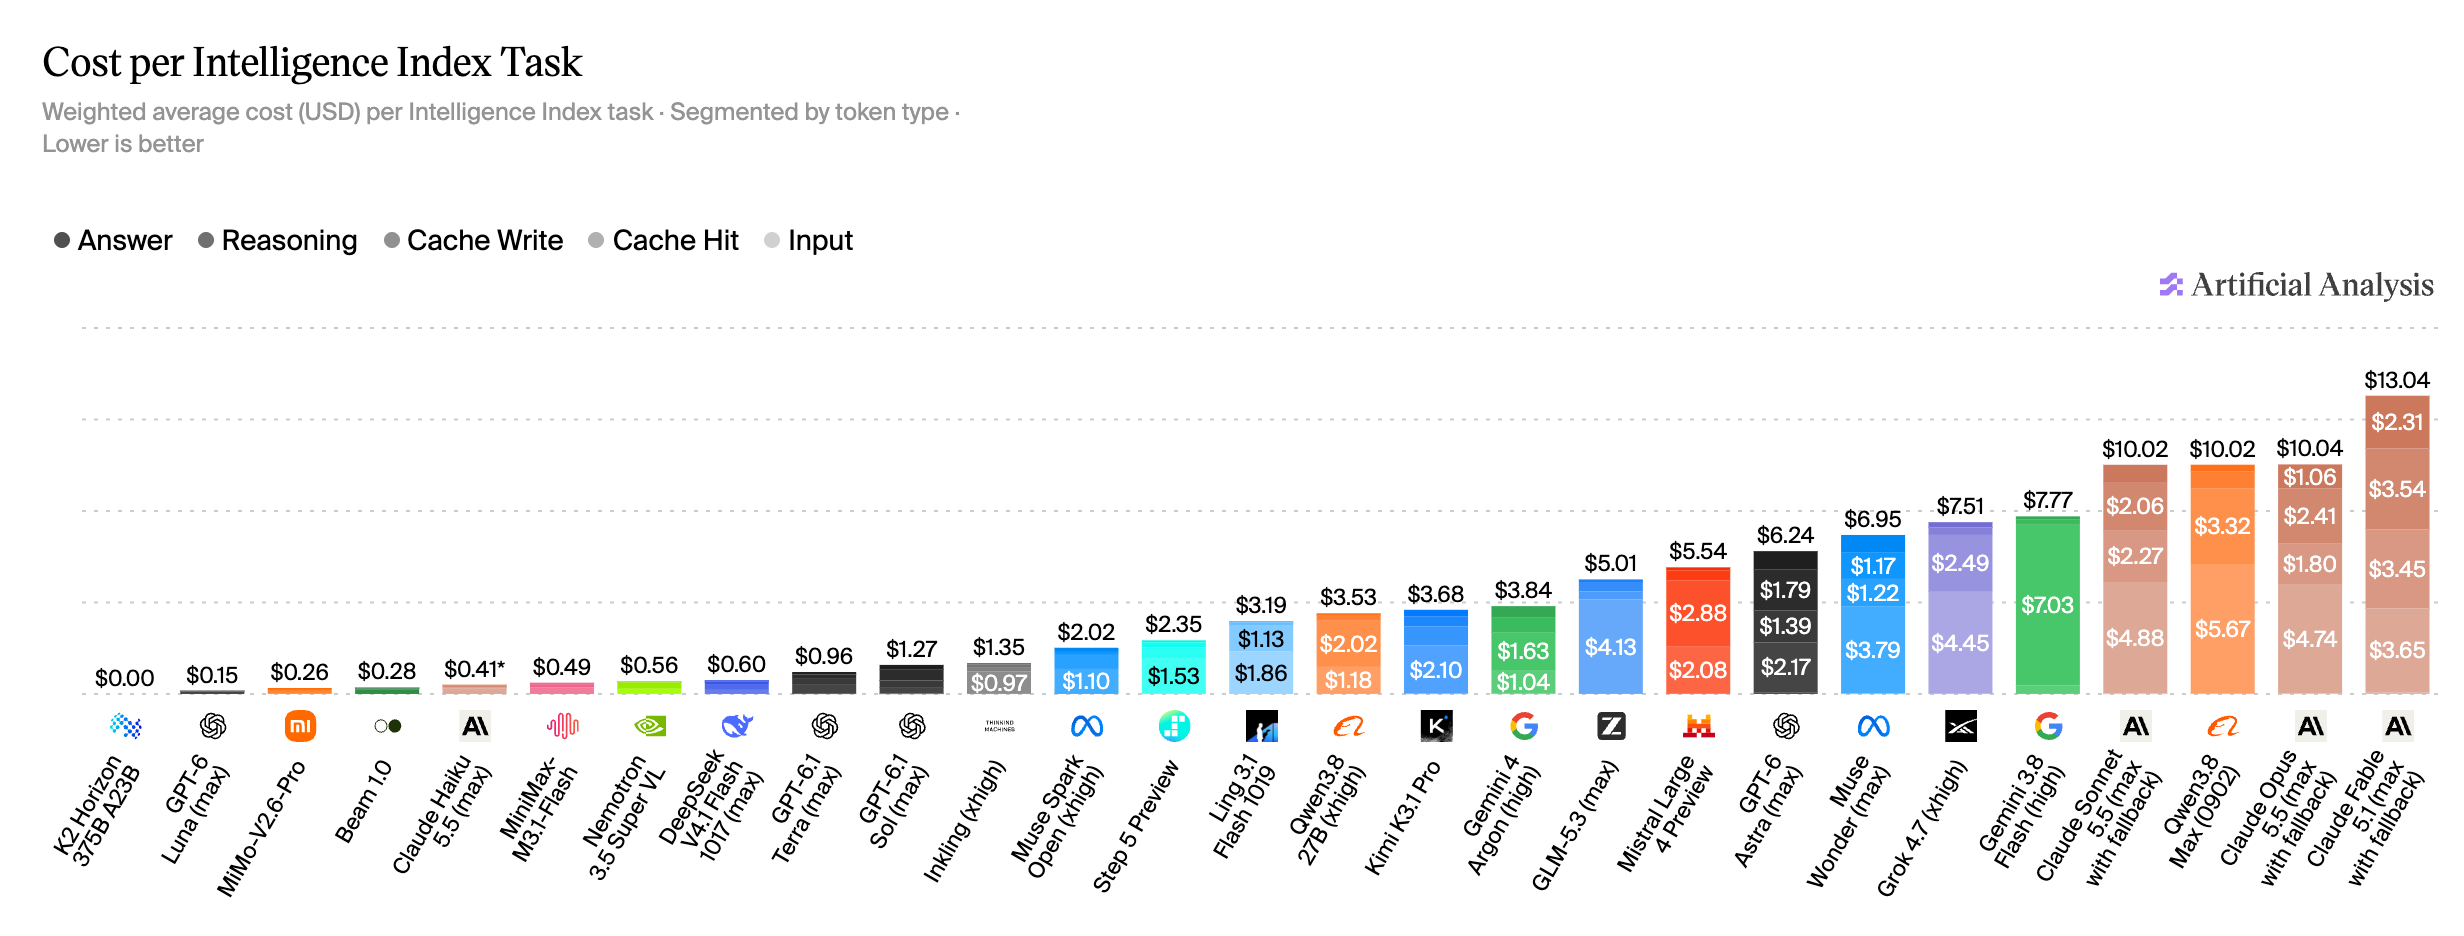 Cost per Intelligence Index Task
Weighted average cost (USD) per Intelligence Index task · Segmented by token type ·
Lower is better
Answer
Reasoning
Cache Write
Cache Hit
Input
Artificial Analysis
$0.00
$0.15
$0.26
$0.28
$0.41*
$0.49
$0.56
$0.60
$0.96
$1.27
$1.35
$0.97
$2.02
$1.10
$2.35
$1.53
$3.19
$1.13
$1.86
$3.53
$2.02
$1.18
$3.68
$2.10
$3.84
$1.63
$1.04
$5.01
$4.13
$5.54
$2.88
$2.08
$6.24
$1.79
$1.39
$2.17
$6.95
$1.17
$1.22
$3.79
$7.51
$2.49
$4.45
$7.77
$7.03
$10.02
$2.06
$2.27
$4.88
$10.02
$3.32
$5.67
$10.04
$1.06
$2.41
$1.80
$4.74
$13.04
$2.31
$3.54
$3.45
$3.65
THINKING
MACHINES
K2 Horizon
375B A23B
GPT-6
Luna (max)
MiMo-V2.6-Pro
Beam 1.0
Claude Haiku
5.5 (max)
MiniMax-
M3.1-Flash
Nemotron
3.5 Super VL
DeepSeek
V4.1 Flash
1017 (max)
GPT-6.1
Terra (max)
GPT-6.1
Sol (max)
Inkling (xhigh)
Muse Spark
Open (xhigh)
Step 5 Preview
Ling 3.1
Flash 1019
Qwen3.8
27B (xhigh)
Kimi K3.1 Pro
Gemini 4
Argon (high)
GLM-5.3 (max)
Mistral Large
4 Preview
GPT-6
Astra (max)
Muse
Wonder (max)
Grok 4.7 (xhigh)
Gemini 3.8
Flash (high)
Claude Sonnet
5.5 (max
with fallback)
Qwen3.8
Max (0902)
Claude Opus
5.5 (max
with fallback)
Claude Fable
5.1 (max
with fallback)